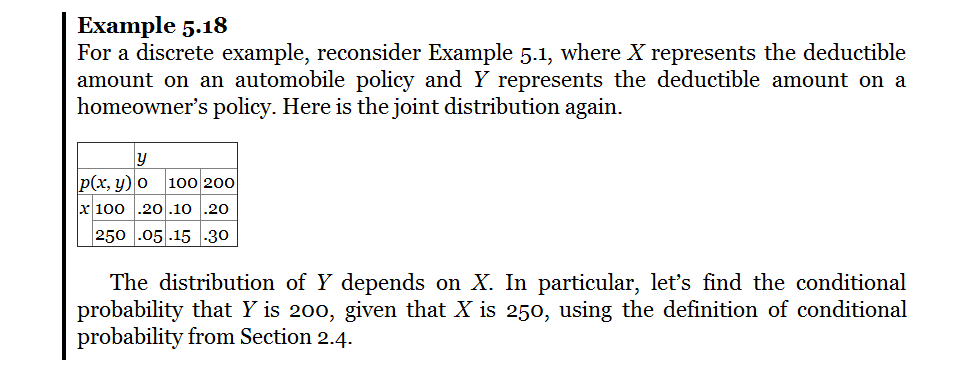 Example 5.18
For a discrete example, reconsider Example 5.1, where X represents the deductible
amount on an automobile policy and Y represents the deductible amount on a
homeowner’s policy. Here is the joint distribution again.
y
p(x, y) 0 100 200
x 100 .20 .10 .20
250 .05 .15 .30
The distribution of Y depends on X. In particular, let’s find the conditional
probability that Y is 200, given that X is 250, using the definition of conditional
probability from Section 2.4.